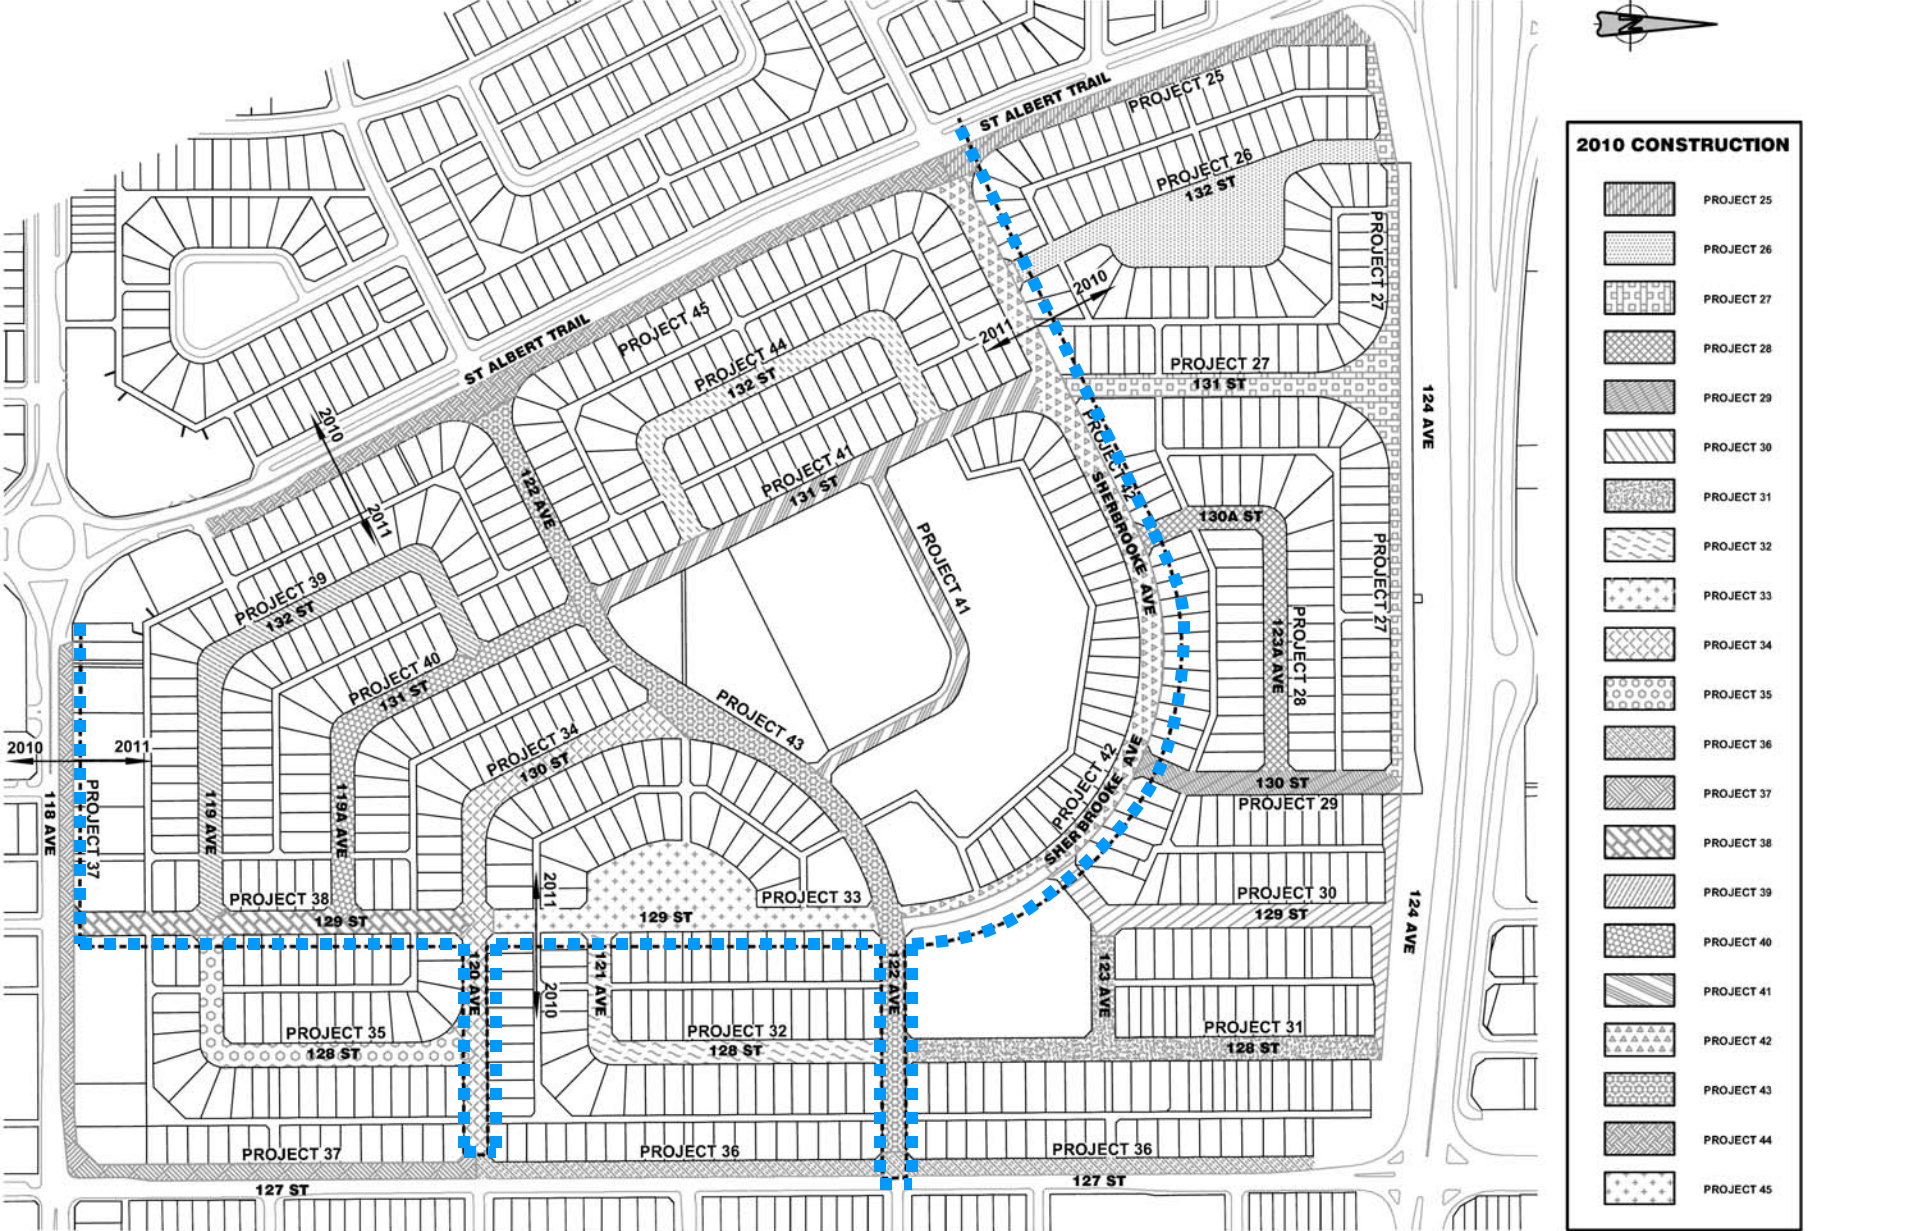 N
ST ALBERT TRAIL
PROJECT 25
PROJECT 26
132 ST
PROJECT 27
2010
2011
PROJECT 27
131 ST
124 AVE
PROJECT 45
ST ALBERT TRAIL
PROJECT 44
132 ST
PROJECT 42
SHERBROOKE AVE
PROJECT 41
131 ST
122 AVE
2010
2011
130A ST
PROJECT 27
PROJECT 41
PROJECT 28
123A AVE
PROJECT 39
132 ST
PROJECT 40
131 ST
PROJECT 43
PROJECT 34
130 ST
2010
2011
PROJECT 37
118 AVE
119 AVE
119A AVE
PROJECT 42
SHERBROOKE AVE
130 ST
PROJECT 29
PROJECT 38
129 ST
2011
2010
PROJECT 33
129 ST
PROJECT 30
129 ST
124 AVE
120 AVE
121 AVE
122 AVE
123 AVE
PROJECT 35
128 ST
PROJECT 32
128 ST
PROJECT 31
128 ST
PROJECT 37
127 ST
PROJECT 36
PROJECT 36
127 ST
2010 CONSTRUCTION
PROJECT 25
PROJECT 26
PROJECT 27
PROJECT 28
PROJECT 29
PROJECT 30
PROJECT 31
PROJECT 32
PROJECT 33
PROJECT 34
PROJECT 35
PROJECT 36
PROJECT 37
PROJECT 38
PROJECT 39
PROJECT 40
PROJECT 41
PROJECT 42
PROJECT 43
PROJECT 44
PROJECT 45